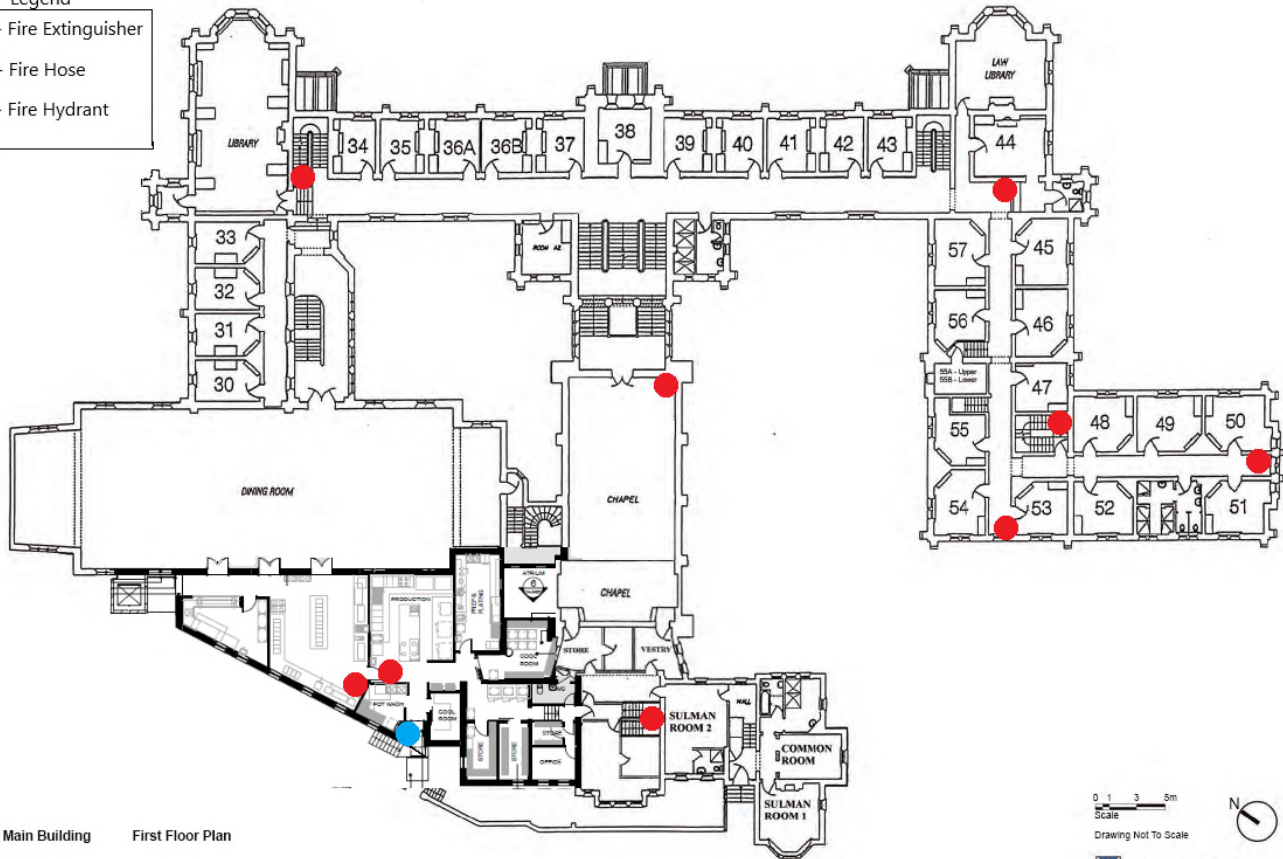 Legend
- Fire Extinguisher
- Fire Hose
- Fire Hydrant
LIBRARY
LAW
LIBRARY
34
35
36A
36B
37
38
39
40
41
42
43
44
33
32
31
30
ROOM AE
57
45
56
46
55A - Upper
55B - Lower
47
55
48
49
50
54
53
52
51
DINING ROOM
CHAPEL
ATRIUM
6
CHAPEL
PRODUCTION
PREP &
PLATING
COOL
ROOM
STORE
VESTRY
POT WASH
COOL
ROOM
STORE
STORE
STORE
OFFICE
SULMAN
ROOM 2
HALL
COMMON
ROOM
SULMAN
ROOM 1
Main Building First Floor Plan
0 1 3 5m
Scale
Drawing Not To Scale
N